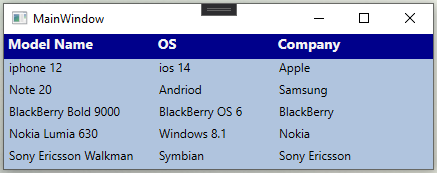 MainWindow
Model Name OS Company
iphone 12 ios 14 Apple
Note 20 Andriod Samsung
BlackBerry Bold 9000 BlackBerry OS 6 BlackBerry
Nokia Lumia 630 Windows 8.1 Nokia
Sony Ericsson Walkman Symbian Sony Ericsson